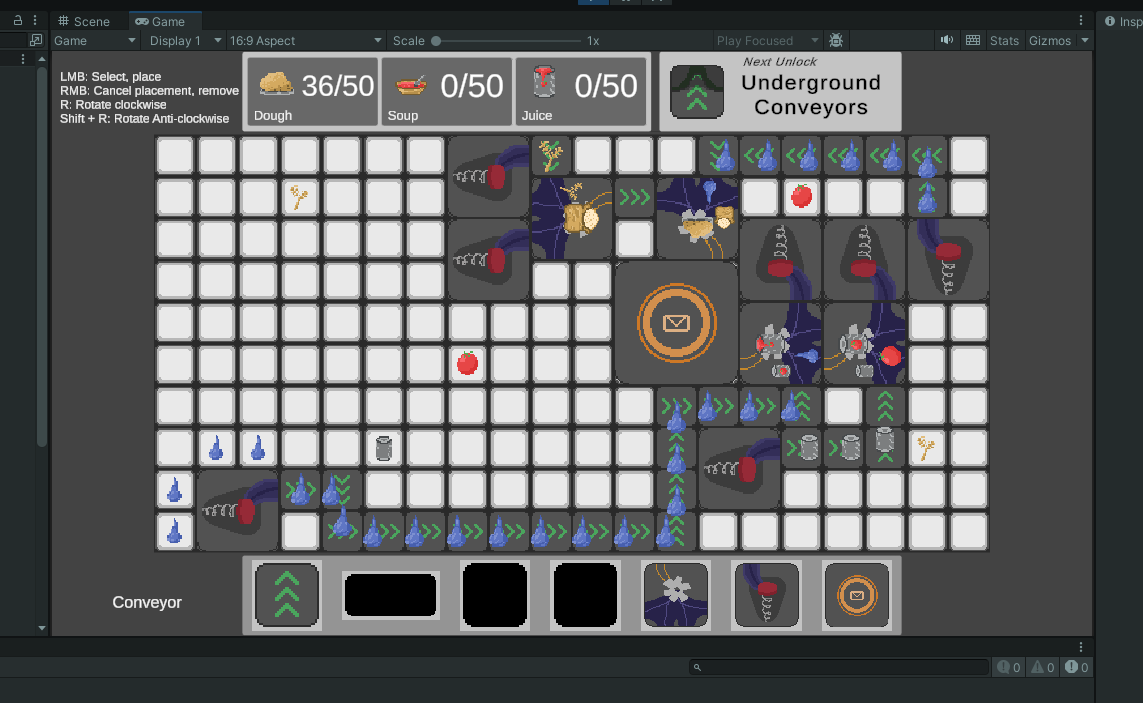 Scene
Game
Insp
Game
Display 1
16:9 Aspect
Scale
1x
Play Focused
Stats
Gizmos
LMB: Select, place
RMB: Cancel placement, remove
R: Rotate clockwise
Shift + R: Rotate Anti-clockwise
36/50
Dough
0/50
Soup
0/50
Juice
Next Unlock
Underground
Conveyors
Conveyor
0
0
0